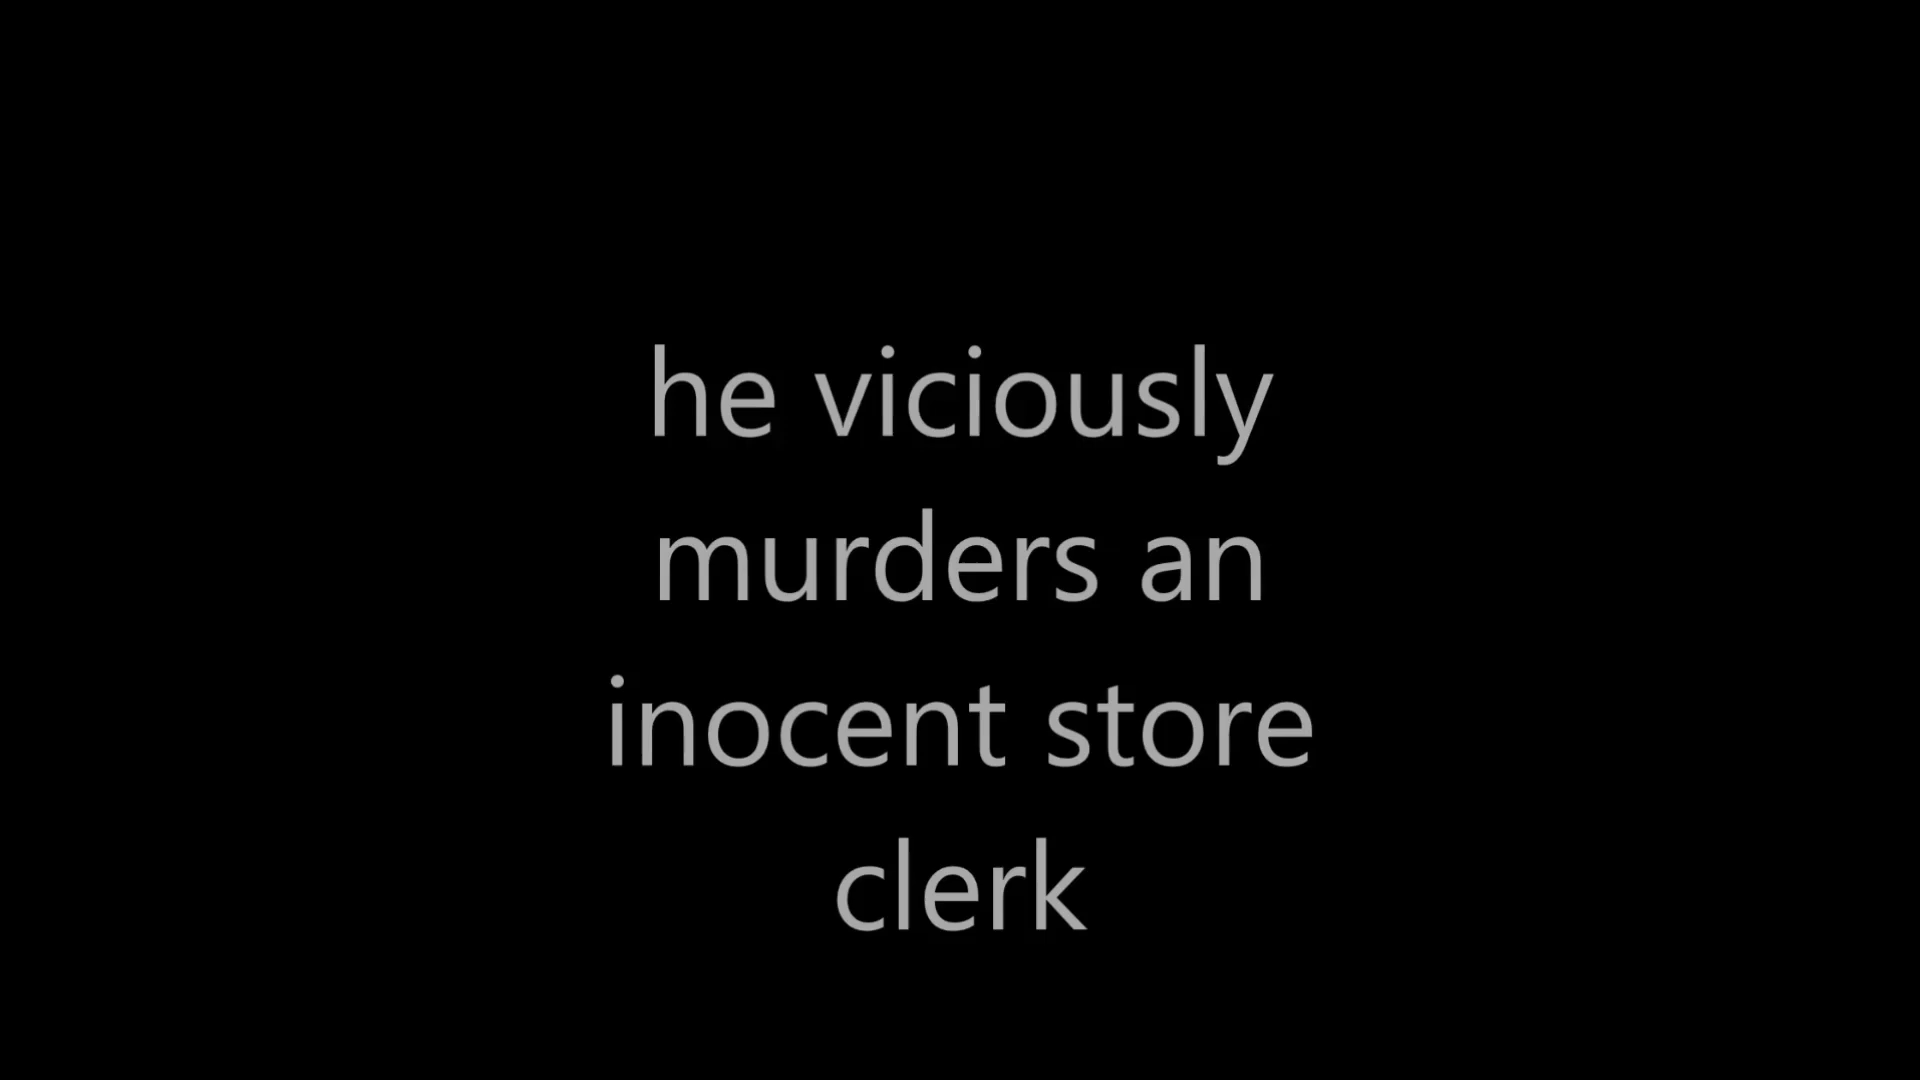 he viciously
murders an
inocent store
clerk